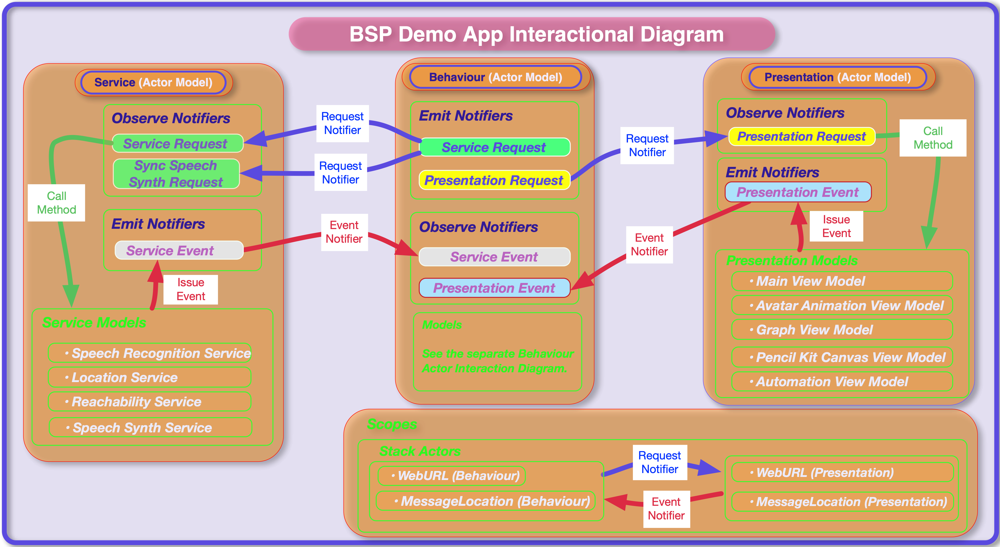 BSP Demo App Interactional Diagram
Service (Actor Model)
Observe Notifiers
Service Request
Sync Speech
Synth Request
Call
Method
Emit Notifiers
Service Event
Issue
Event
Service Models
· Speech Recognition Service
· Location Service
· Reachability Service
· Speech Synth Service
Request
Notifier
Request
Notifier
Event
Notifier
Behaviour (Actor Model)
Emit Notifiers
Service Request
Presentation Request
Observe Notifiers
Service Event
Presentation Event
Models
See the separate Behaviour
Actor Interaction Diagram.
Request
Notifier
Event
Notifier
Presentation (Actor Model)
Observe Notifiers
Presentation Request
Call
Method
Emit Notifiers
Presentation Event
Issue
Event
Presentation Models
· Main View Model
· Avatar Animation View Model
· Graph View Model
· Pencil Kit Canvas View Model
· Automation View Model
Scopes
Stack Actors
· WebURL (Behaviour)
· MessageLocation (Behaviour)
Request
Notifier
Event
Notifier
· WebURL (Presentation)
· MessageLocation (Presentation)